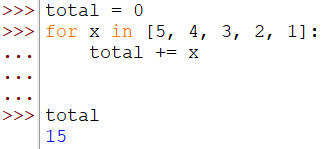 >>> total = 0
>>> for x in [5, 4, 3, 2, 1]:
...     total += x
...
...
>>> total
15